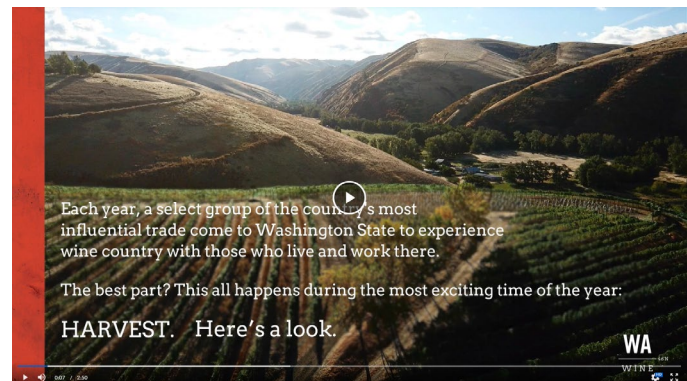 Each year, a select group of the country's most
influential trade come to Washington State to experience
wine country with those who live and work there.
The best part? This all happens during the most exciting time of the year:
HARVEST. Here's a look.
WA
WINE
0:07 / 2:50